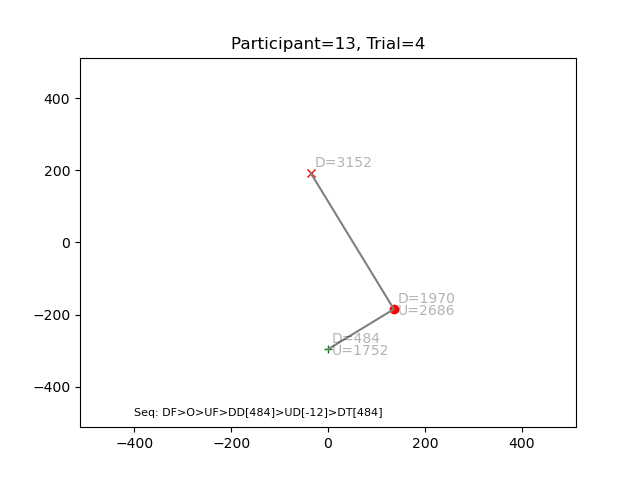 Participant=13, Trial=4
400
200
0
−200
−400
D=3152
D=1970
U=2686
D=484
U=1752
Seq: DF>O>UF>DD[484]>UD[-12]>DT[484]
−400
−200
0
200
400